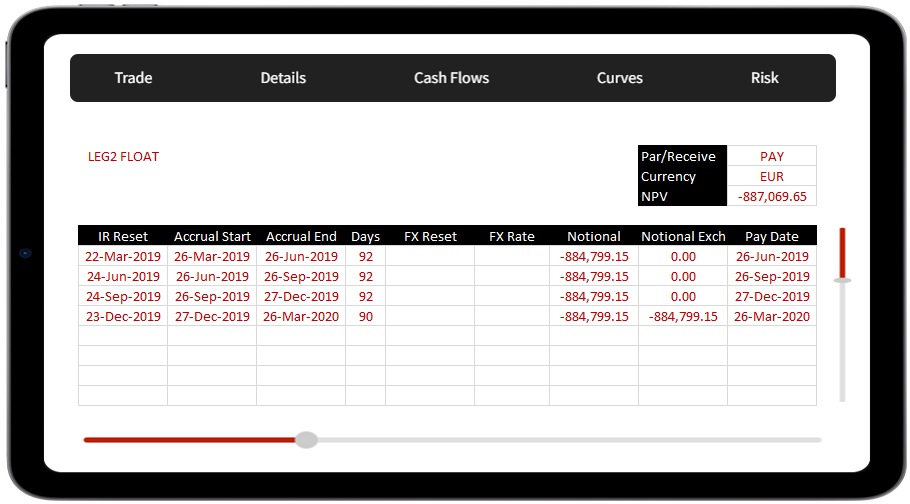 Trade Details Cash Flows Curves Risk
LEG2 FLOAT Par/Receive PAY
Currency EUR
NPV -887,069.65
IR Reset Accrual Start Accrual End Days FX Reset FX Rate Notional Notional Exch Pay Date
22-Mar-2019 26-Mar-2019 26-Jun-2019 92 -884,799.15 0.00 26-Jun-2019
24-Jun-2019 26-Jun-2019 26-Sep-2019 92 -884,799.15 0.00 26-Sep-2019
24-Sep-2019 26-Sep-2019 27-Dec-2019 92 -884,799.15 0.00 27-Dec-2019
23-Dec-2019 27-Dec-2019 26-Mar-2020 90 -884,799.15 -884,799.15 26-Mar-2020